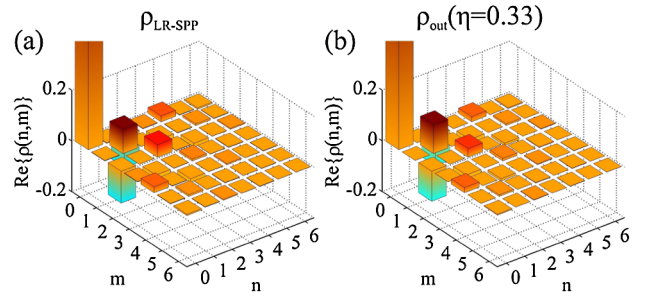 (a) ρLR-SPP
(b) ρout(η=0.33)
Re{ρ(n,m)}
0.2
0
-0.2
0 1 2 3 4 5 6
m
0 1 2 3 4 5 6
n
Re{ρ(n,m)}
0.2
0
-0.2
0 1 2 3 4 5 6
m
0 1 2 3 4 5 6
n